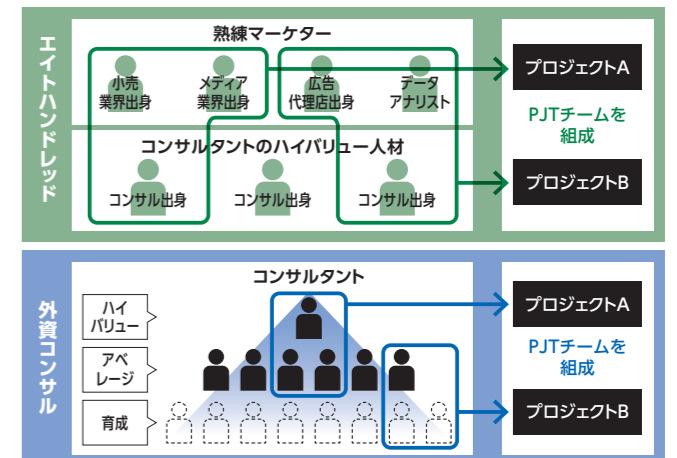 エイトハンドレッド
熟練マーケター
小売
業界出身
メディア
業界出身
広告
代理店出身
データ
アナリスト
コンサルタントのハイバリュー人材
コンサル出身
コンサル出身
コンサル出身
プロジェクトA
PJTチームを
組成
プロジェクトB
外資コンサル
コンサルタント
ハイ
バリュー
アベ
レージ
育成
プロジェクトA
PJTチームを
組成
プロジェクトB